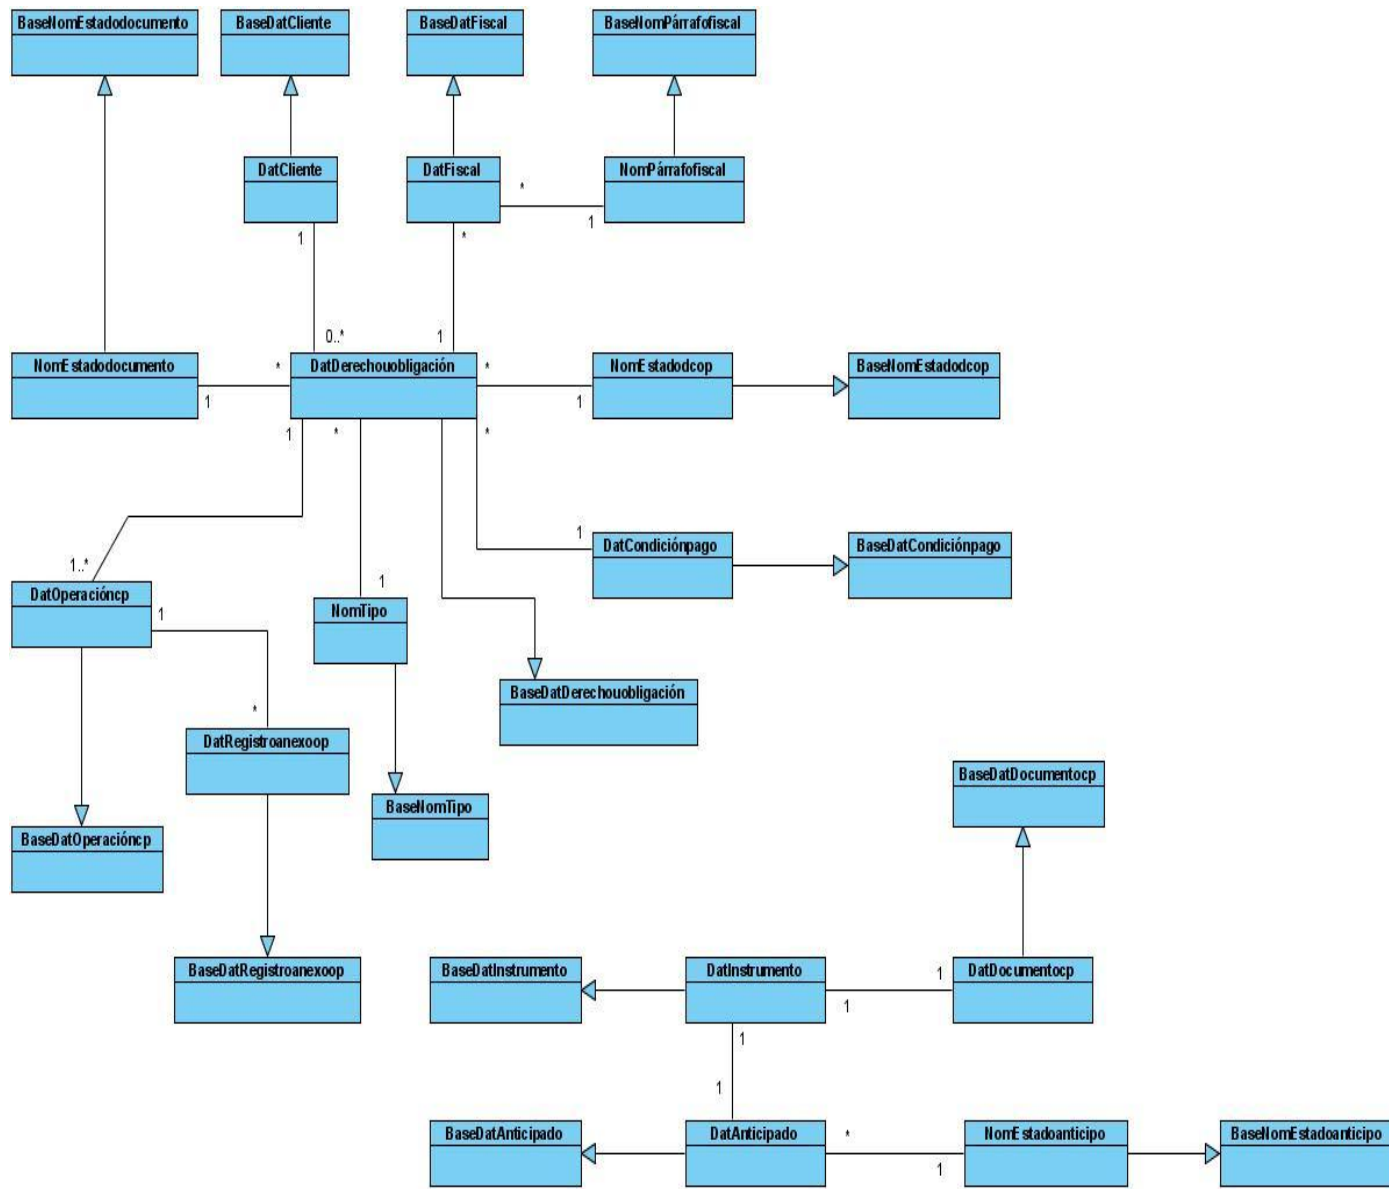 BaseNomEstadodocumento
BaseDatCliente
BaseDatFiscal
BaseNomPárrafofiscal
DatCliente
DatFiscal
NomPárrafofiscal
*
1
1
*
0..*
1
NomEstadodocumento
DatDerechouobligación
NomEstadodcop
BaseNomEstadodcop
*
*
1
1
1
*
*
1
DatCondiciónpago
BaseDatCondiciónpago
1..*
1
DatOperacióncp
NomTipo
1
BaseDatDerechouobligación
*
DatRegistroanexoop
BaseDatDocumentocp
BaseNomTipo
BaseDatOperacióncp
BaseDatRegistroanexoop
BaseDatInstrumento
DatInstrumento
DatDocumentocp
1
1
1
1
BaseDatAnticipado
DatAnticipado
NomEstadoanticipo
BaseNomEstadoanticipo
*
1